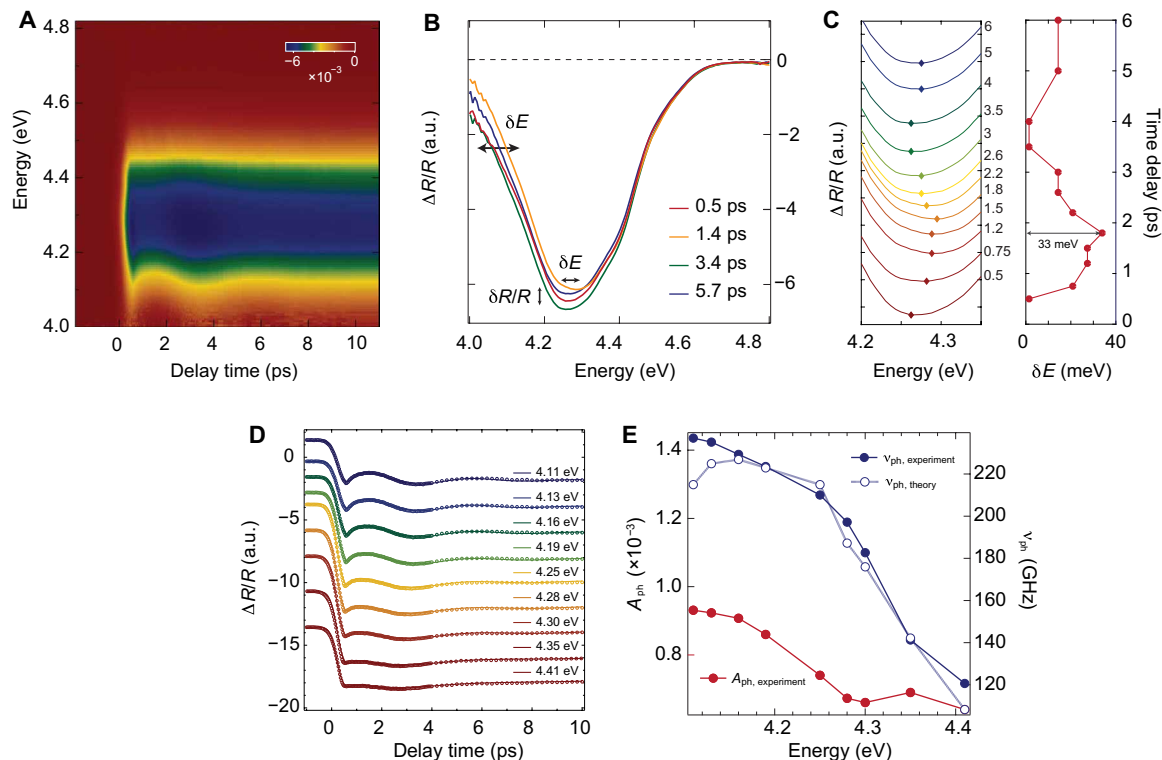 A
Energy (eV)
4.8
4.6
4.4
4.2
4.0
−6
0
×10⁻³
0
2
4
6
8
10
Delay time (ps)
B
ΔR/R (a.u.)
0
−2
−4
−6
δE
δE
δR/R
0.5 ps
1.4 ps
3.4 ps
5.7 ps
4.0
4.2
4.4
4.6
4.8
Energy (eV)
C
ΔR/R (a.u.)
6
5
4
3.5
3
2.6
2.2
1.8
1.5
1.2
0.75
0.5
4.2
4.3
Energy (eV)
33 meV
6
5
4
3
2
1
0
Time delay (ps)
0
20
40
60
δE (meV)
D
ΔR/R (a.u.)
0
−5
−10
−15
−20
4.11 eV
4.13 eV
4.16 eV
4.19 eV
4.25 eV
4.28 eV
4.30 eV
4.35 eV
4.41 eV
0
2
4
6
8
10
Delay time (ps)
E
A ph (×10⁻³)
1.4
1.3
1.0
0.8
ν ph, experiment
ν ph, theory
A ph, experiment
220
200
180
160
140
120
ν ph (GHz)
4.2
4.3
4.4
Energy (eV)